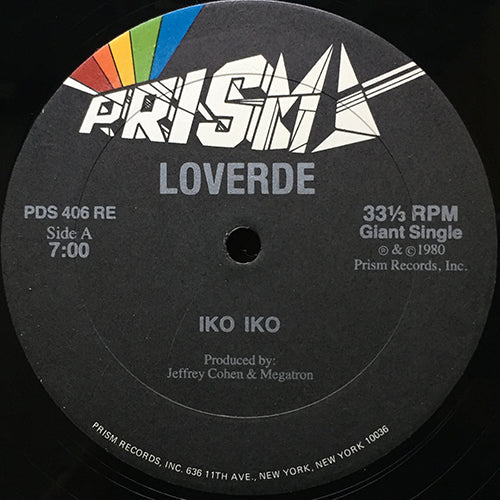 PRISM
LOVERDE
PDS 406 RE
Side A
7:00
33⅓ RPM
Giant Single
℗ & ©1980
Prism Records, Inc.
IKO IKO
Produced by:
Jeffrey Cohen & Megatron
PRISM RECORDS, INC. 636 11TH AVE., NEW YORK, NEW YORK 10036